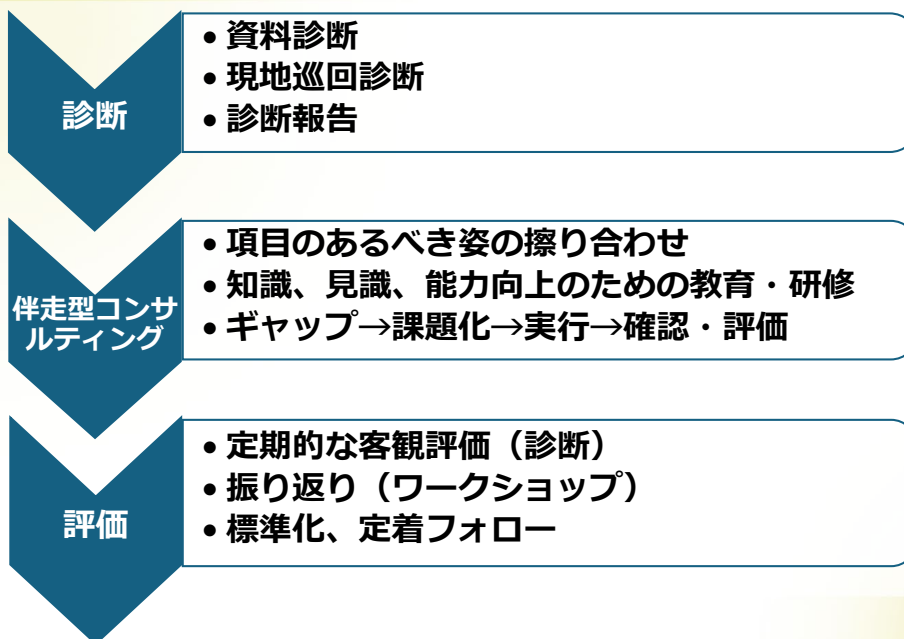 診断
• 資料診断
• 現地巡回診断
• 診断報告
伴走型コンサ
ルティング
• 項目のあるべき姿の擦り合わせ
• 知識、見識、能力向上のための教育・研修
• ギャップ→課題化→実行→確認・評価
評価
• 定期的な客観評価（診断）
• 振り返り（ワークショップ）
• 標準化、定着フォロー